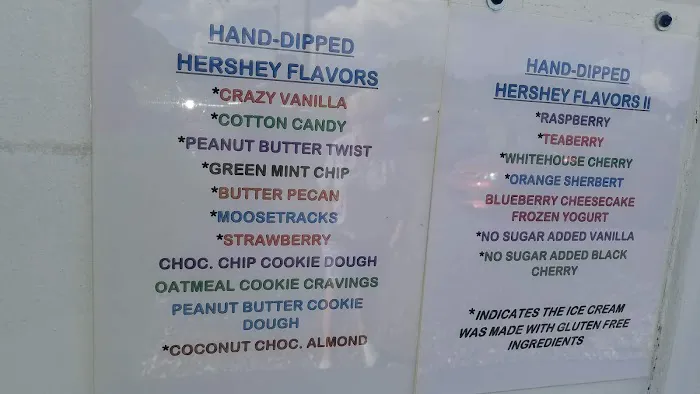 HAND-DIPPED
HERSHEY FLAVORS
*CRAZY VANILLA
*COTTON CANDY
*PEANUT BUTTER TWIST
*GREEN MINT CHIP
*BUTTER PECAN
*MOOSETRACKS
*STRAWBERRY
CHOC. CHIP COOKIE DOUGH
OATMEAL COOKIE CRAVINGS
PEANUT BUTTER COOKIE
DOUGH
*COCONUT CHOC. ALMOND
HAND-DIPPED
HERSHEY FLAVORS II
*RASPBERRY
*TEABERRY
*WHITEHOUSE CHERRY
*ORANGE SHERBERT
BLUEBERRY CHEESECAKE
FROZEN YOGURT
*NO SUGAR ADDED VANILLA
*NO SUGAR ADDED BLACK
CHERRY
*INDICATES THE ICE CREAM
WAS MADE WITH GLUTEN FREE
INGREDIENTS